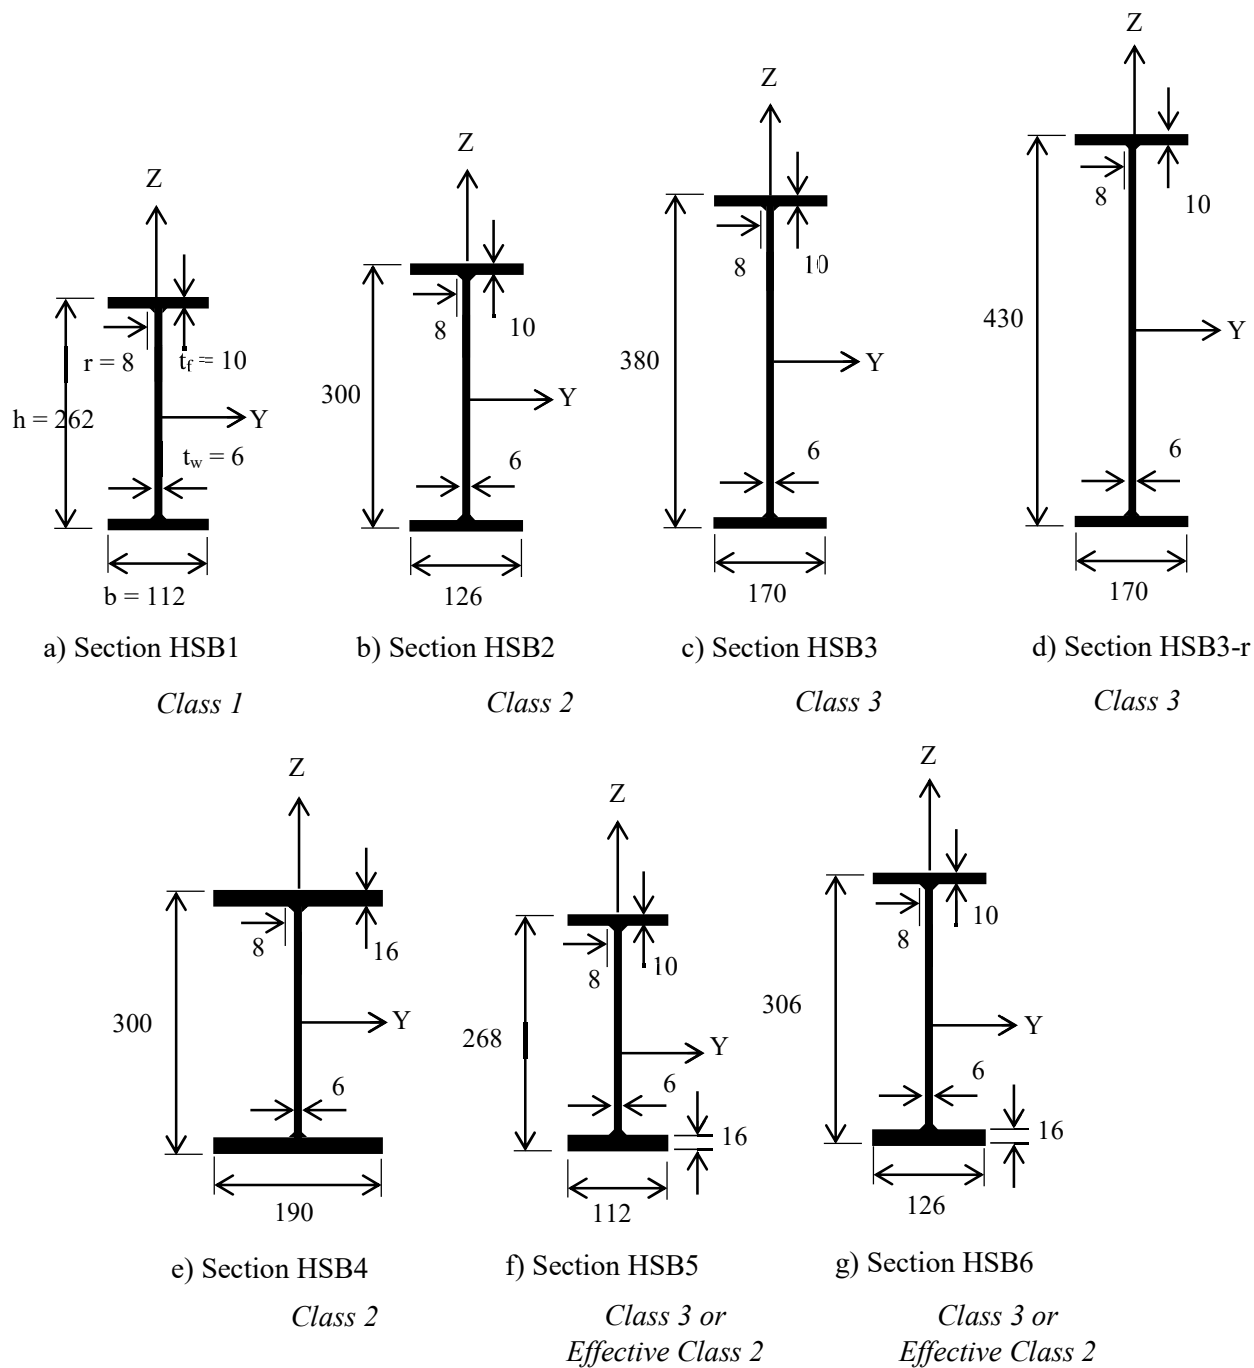 Z
r = 8
t_f = 10
h = 262
Y
t_w = 6
b = 112
a) Section HSB1
Class 1
Z
8
10
300
Y
6
126
b) Section HSB2
Class 2
Z
8
10
380
Y
6
170
c) Section HSB3
Class 3
Z
8
10
430
Y
6
170
d) Section HSB3-r
Class 3
Z
8
16
300
Y
6
190
e) Section HSB4
Class 2
Z
8
10
268
Y
6
16
112
f) Section HSB5
Class 3 or
Effective Class 2
Z
8
10
306
Y
6
16
126
g) Section HSB6
Class 3 or
Effective Class 2